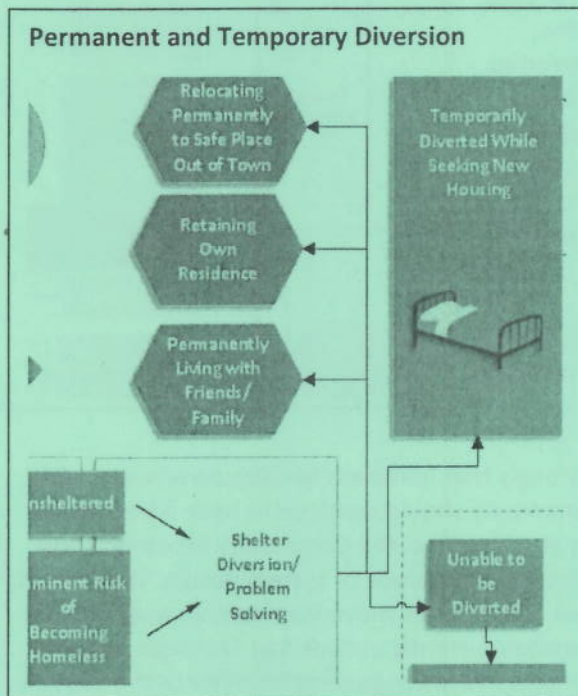 Permanent and Temporary Diversion
Relocating
Permanently
to Safe Place
Out of Town
Temporarily
Diverted While
Seeking New
Housing
Retaining
Own
Residence
Permanently
Living with
Friends/
Family
nsheltered
minent Risk
of
Becoming
Homeless
Shelter
Diversion/
Problem
Solving
Unable to
be
Diverted